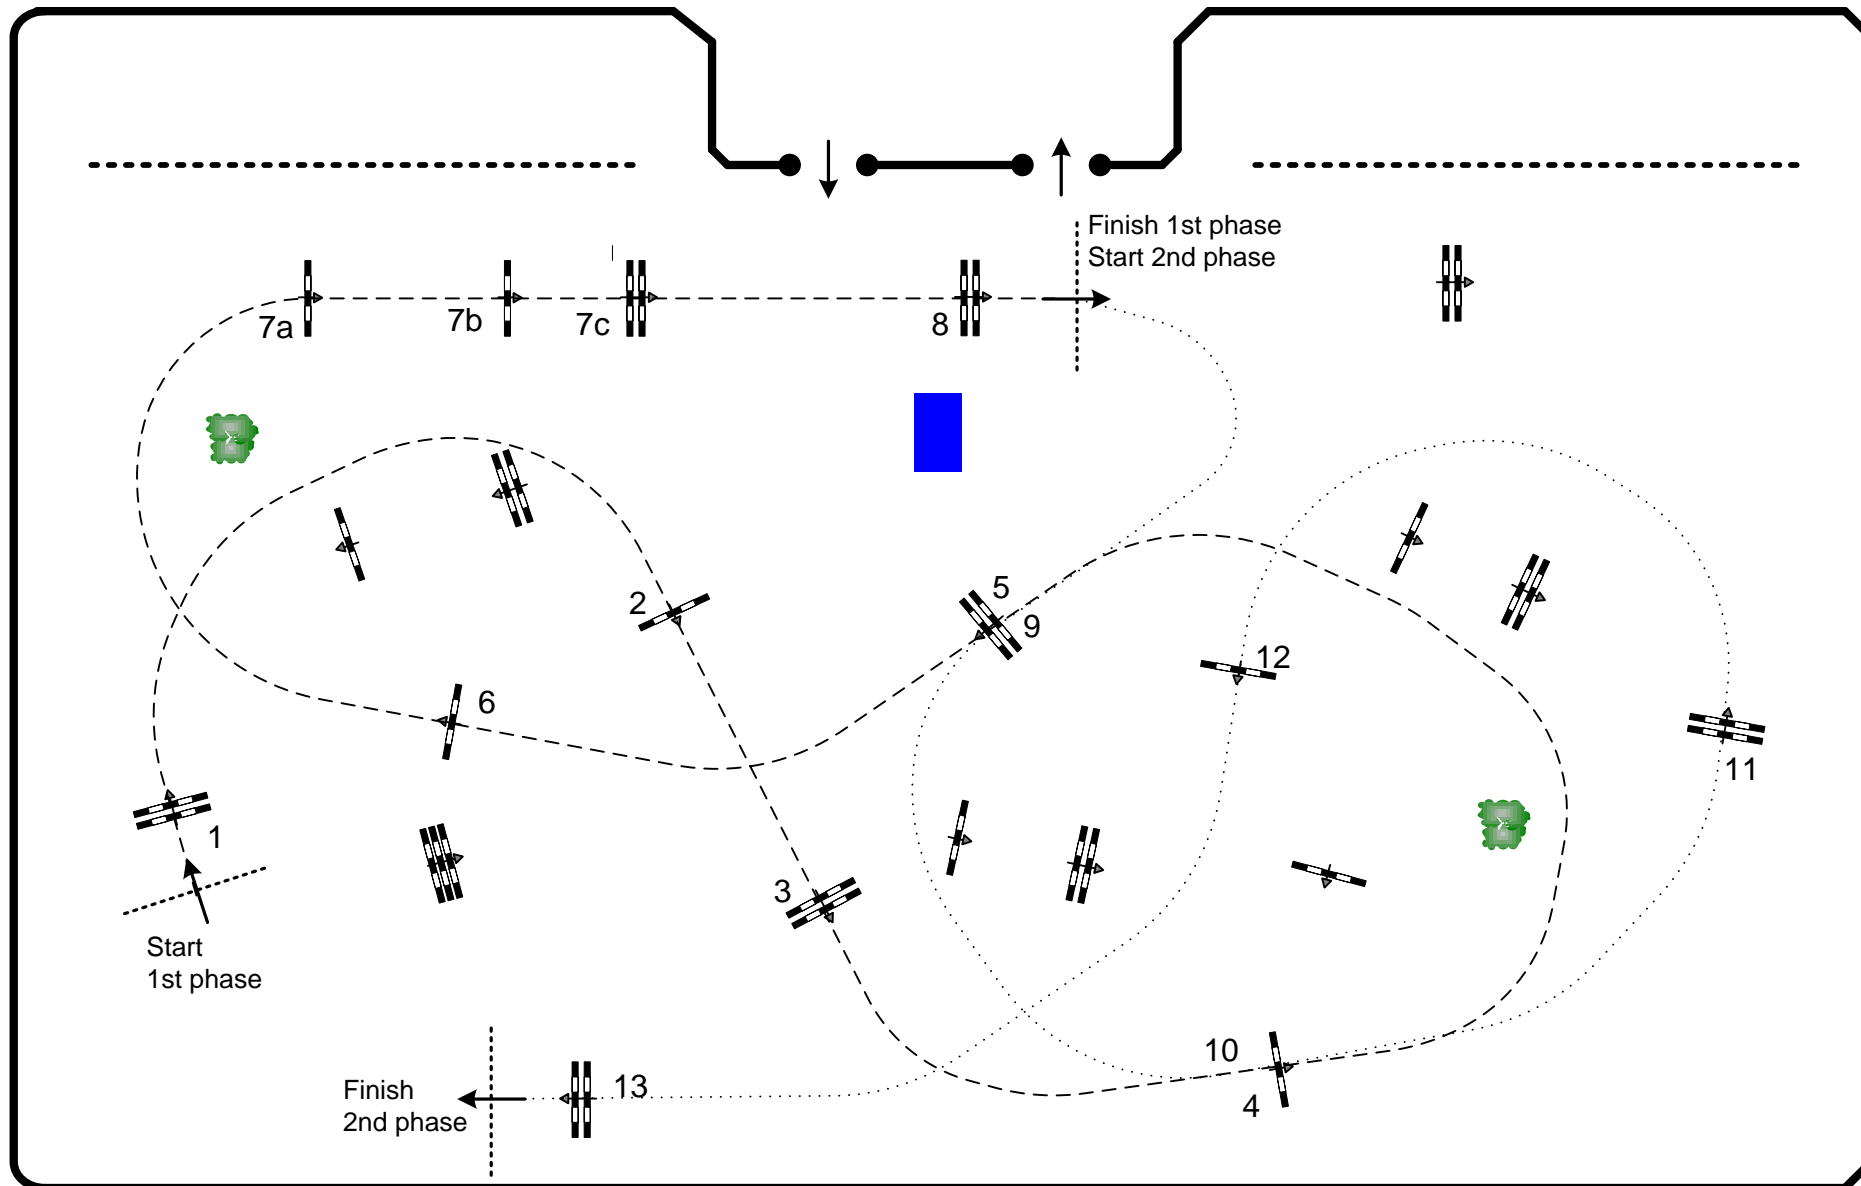 Finish 1st phase
Start 2nd phase
7a
7b
7c
8
5
9
2
12
6
11
1
3
Start
1st phase
10
13
4
Finish
2nd phase